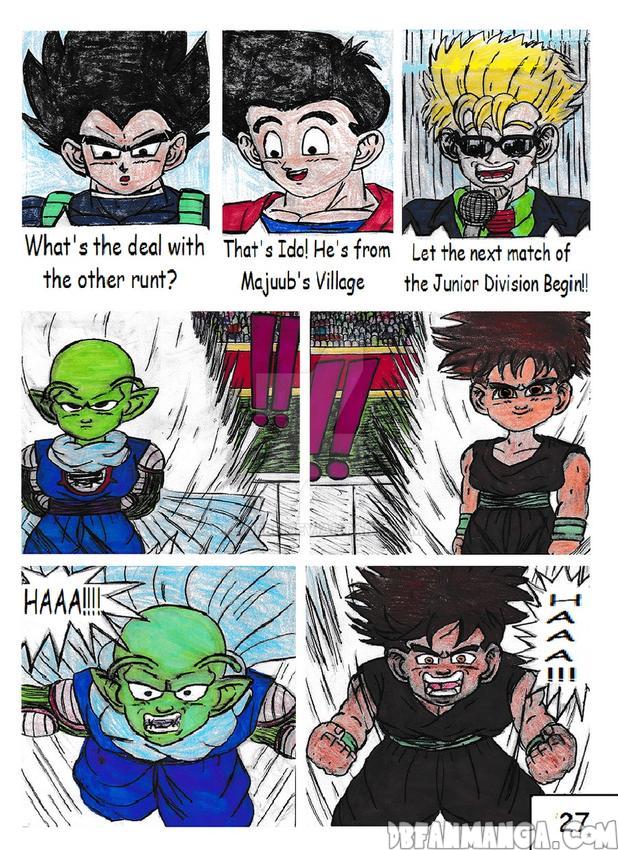 What's the deal with
the other runt?
That's Ido! He's from
Majuub's Village
Let the next match of
the Junior Division Begin!!
!!
!!
HAAA!!!!
HAAA!!!
27
DBFANMANGA.COM